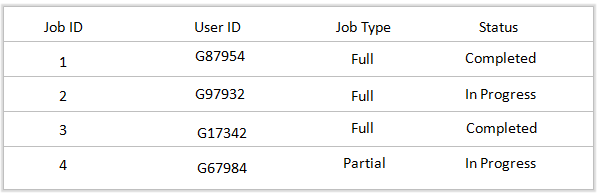 Job ID User ID Job Type Status
1 G87954 Full Completed
2 G97932 Full In Progress
3 G17342 Full Completed
4 G67984 Partial In Progress